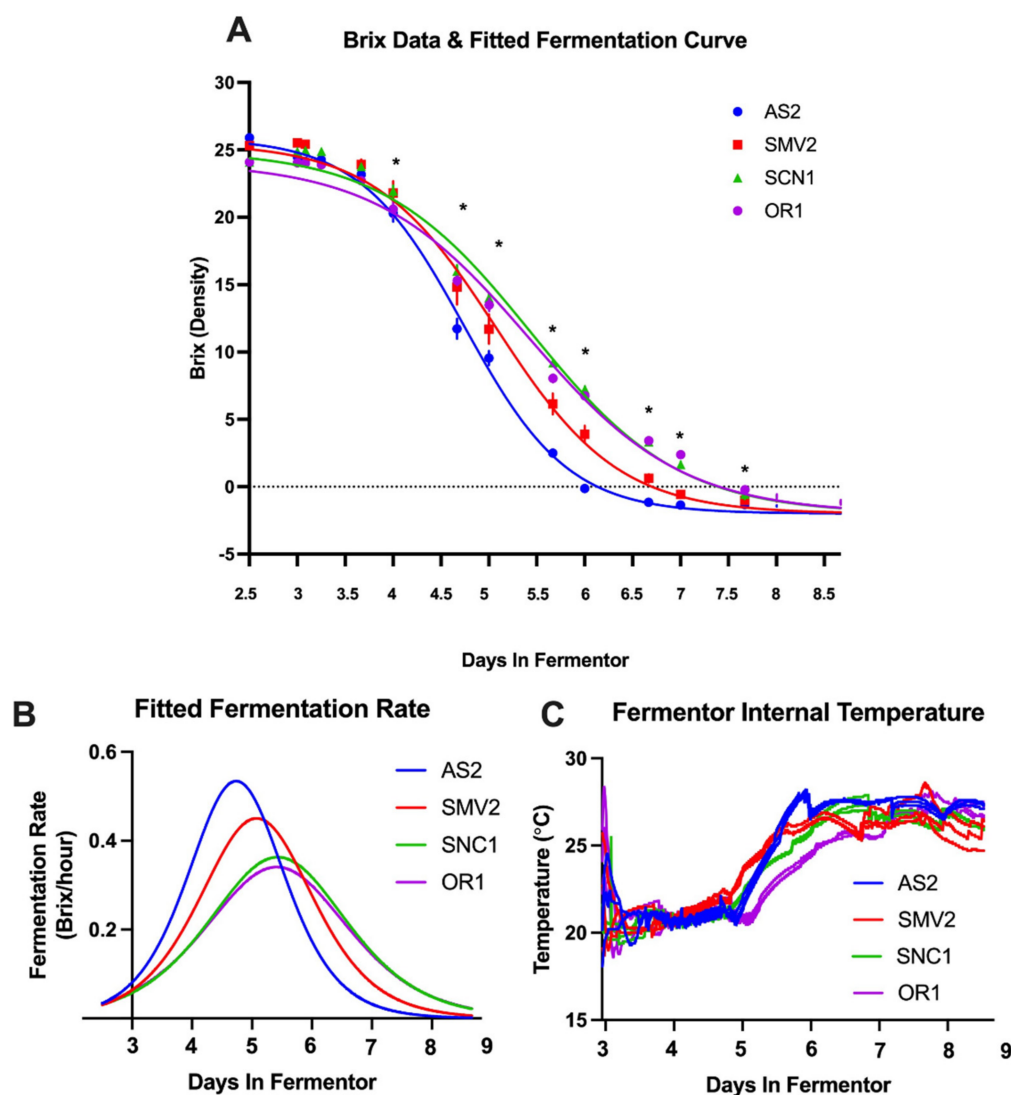 A
Brix Data & Fitted Fermentation Curve
30
25
20
15
10
5
0
-5
Brix (Density)
AS2
SMV2
SCN1
OR1
*
*
*
*
*
*
*
*
2.5 3 3.5 4 4.5 5 5.5 6 6.5 7 7.5 8 8.5
Days In Fermentor
B
Fitted Fermentation Rate
0.6
0.4
0.2
Fermentation Rate
(Brix/hour)
AS2
SMV2
SNC1
OR1
3 4 5 6 7 8 9
Days In Fermentor
C
Fermentor Internal Temperature
30
25
20
15
Temperature (°C)
AS2
SMV2
SNC1
OR1
3 4 5 6 7 8 9
Days In Fermentor